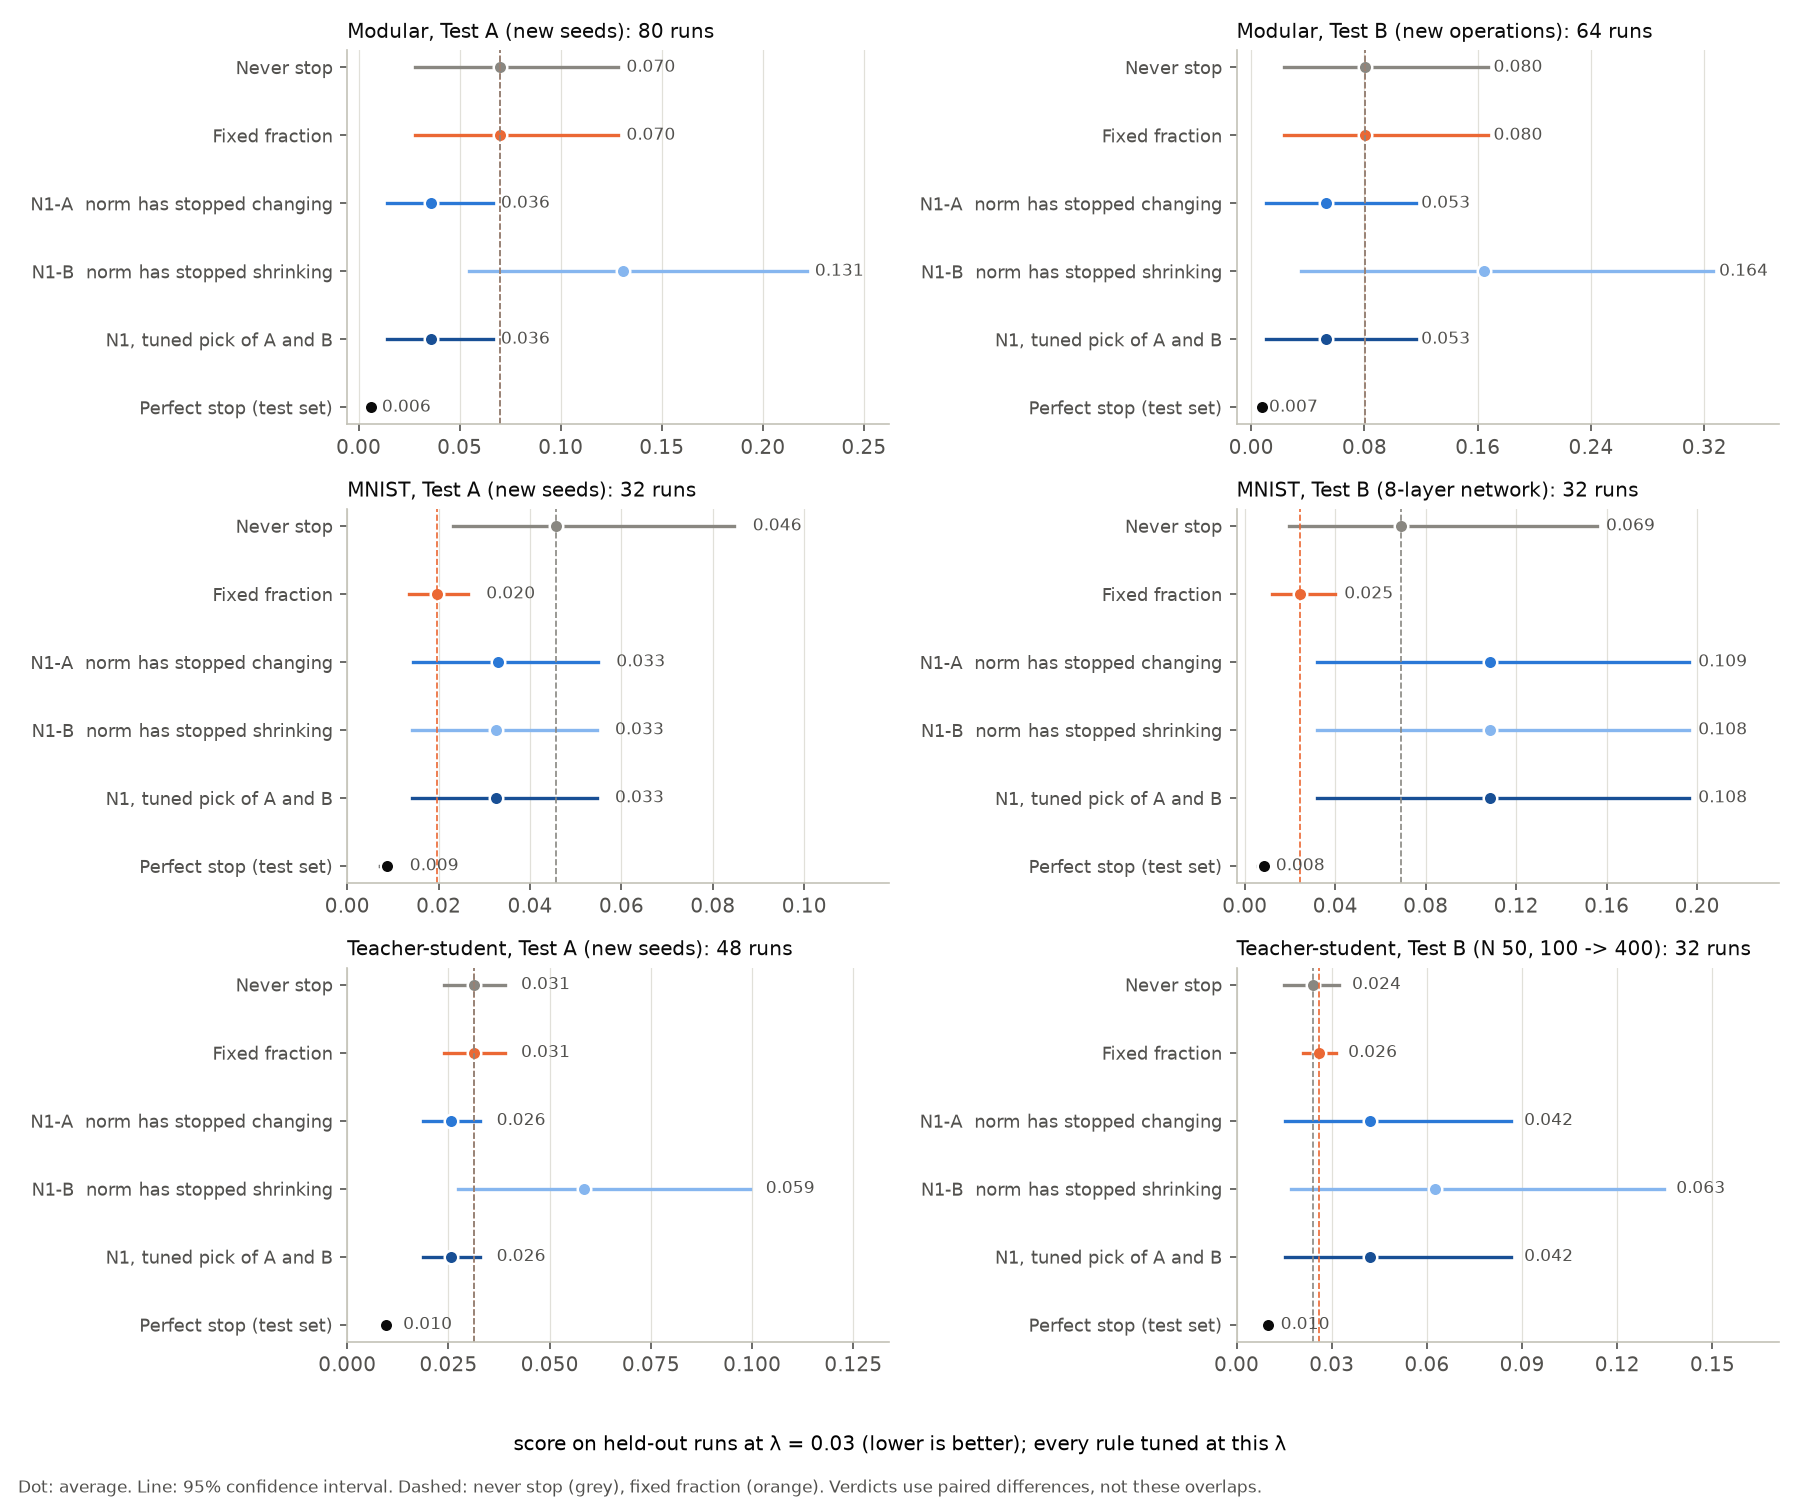 Modular, Test A (new seeds): 80 runs
Never stop
0.070
Fixed fraction
0.070
N1-A  norm has stopped changing
0.036
N1-B  norm has stopped shrinking
0.131
N1, tuned pick of A and B
0.036
Perfect stop (test set)
0.006
0.00 0.05 0.10 0.15 0.20 0.25
Modular, Test B (new operations): 64 runs
Never stop
0.080
Fixed fraction
0.080
N1-A  norm has stopped changing
0.053
N1-B  norm has stopped shrinking
0.164
N1, tuned pick of A and B
0.053
Perfect stop (test set)
0.007
0.00 0.08 0.16 0.24 0.32
MNIST, Test A (new seeds): 32 runs
Never stop
0.046
Fixed fraction
0.020
N1-A  norm has stopped changing
0.033
N1-B  norm has stopped shrinking
0.033
N1, tuned pick of A and B
0.033
Perfect stop (test set)
0.009
0.00 0.02 0.04 0.06 0.08 0.10
MNIST, Test B (8-layer network): 32 runs
Never stop
0.069
Fixed fraction
0.025
N1-A  norm has stopped changing
0.109
N1-B  norm has stopped shrinking
0.108
N1, tuned pick of A and B
0.108
Perfect stop (test set)
0.008
0.00 0.04 0.08 0.12 0.16 0.20
Teacher-student, Test A (new seeds): 48 runs
Never stop
0.031
Fixed fraction
0.031
N1-A  norm has stopped changing
0.026
N1-B  norm has stopped shrinking
0.059
N1, tuned pick of A and B
0.026
Perfect stop (test set)
0.010
0.000 0.025 0.050 0.075 0.100 0.125
Teacher-student, Test B (N 50, 100 -> 400): 32 runs
Never stop
0.024
Fixed fraction
0.026
N1-A  norm has stopped changing
0.042
N1-B  norm has stopped shrinking
0.063
N1, tuned pick of A and B
0.042
Perfect stop (test set)
0.010
0.00 0.03 0.06 0.09 0.12 0.15
score on held-out runs at λ = 0.03 (lower is better); every rule tuned at this λ
Dot: average. Line: 95% confidence interval. Dashed: never stop (grey), fixed fraction (orange). Verdicts use paired differences, not these overlaps.